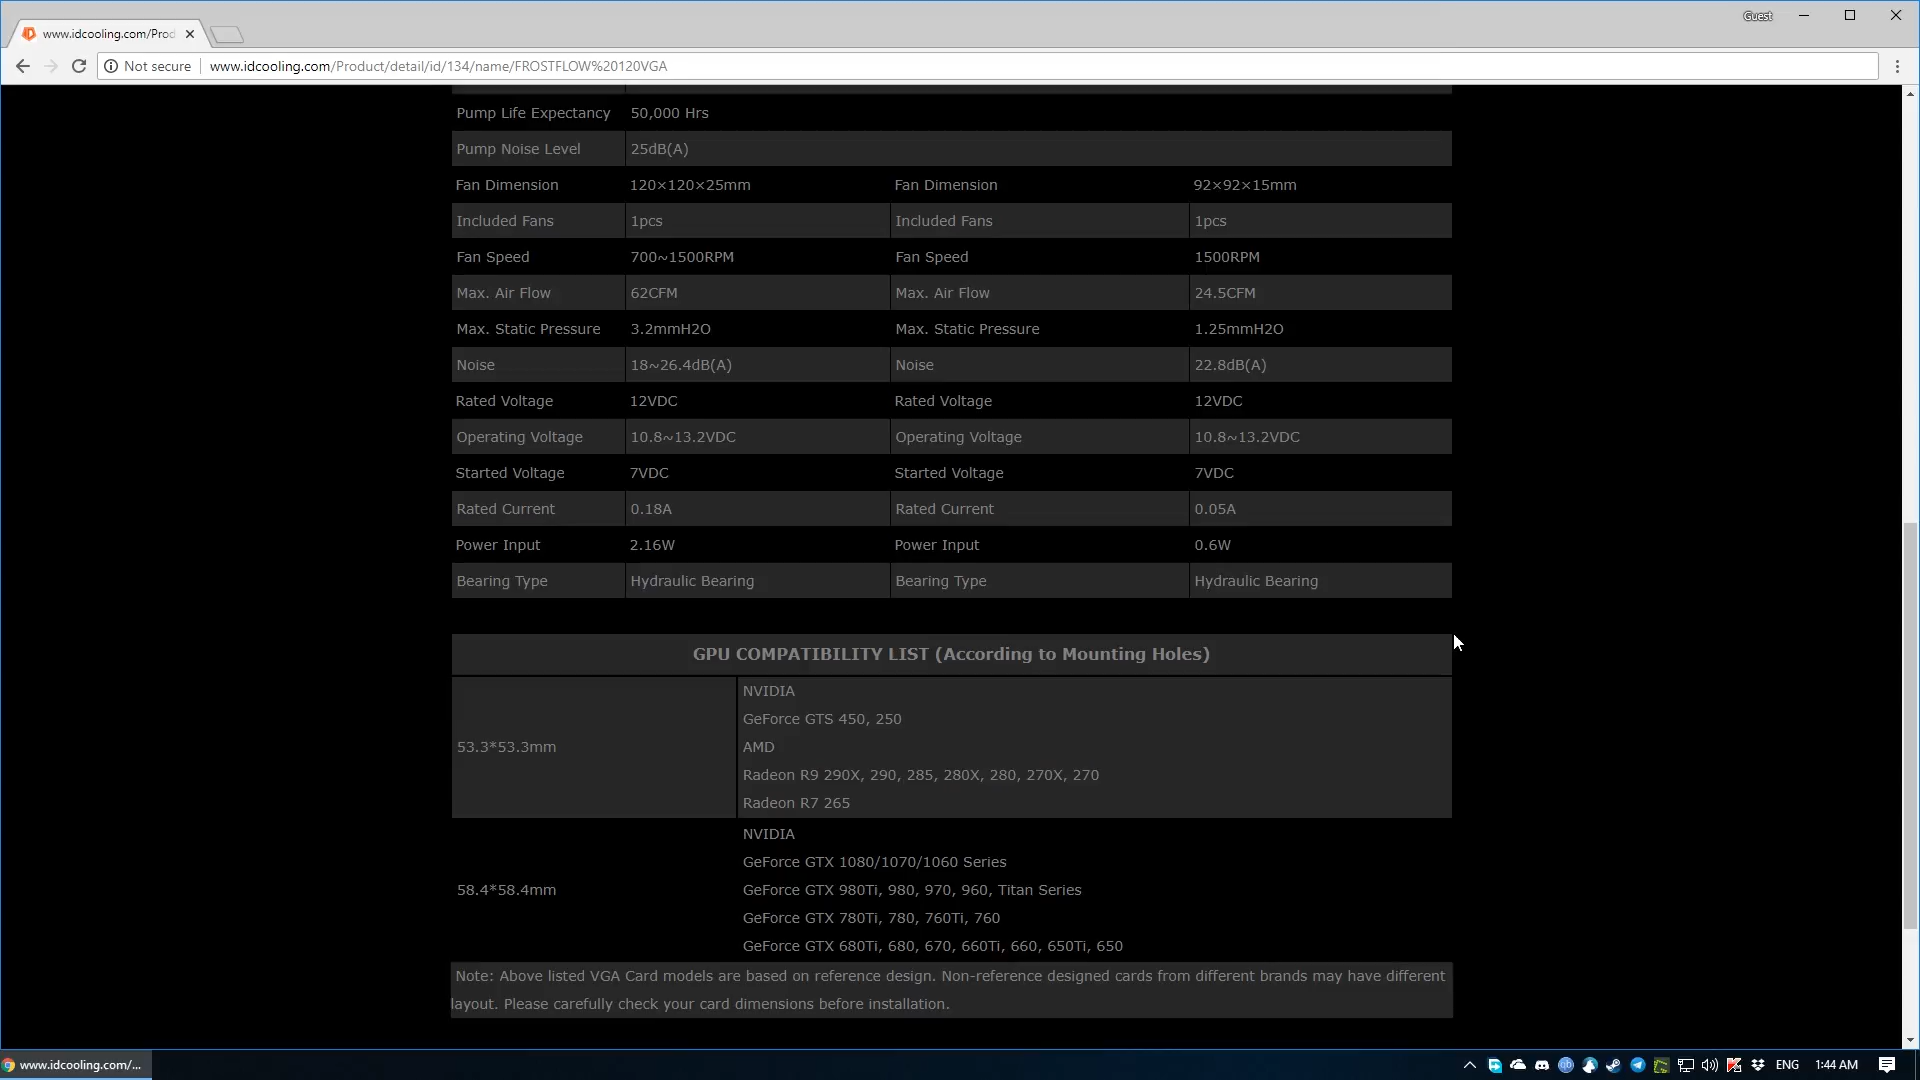 Guest
www.idcooling.com/Prod
Not secure www.idcooling.com/Product/detail/id/134/name/FROSTFLOW%20120VGA
Pump Life Expectancy 50,000 Hrs
Pump Noise Level 25dB(A)
Fan Dimension 120×120×25mm Fan Dimension 92×92×15mm
Included Fans 1pcs Included Fans 1pcs
Fan Speed 700~1500RPM Fan Speed 1500RPM
Max. Air Flow 62CFM Max. Air Flow 24.5CFM
Max. Static Pressure 3.2mmH2O Max. Static Pressure 1.25mmH2O
Noise 18~26.4dB(A) Noise 22.8dB(A)
Rated Voltage 12VDC Rated Voltage 12VDC
Operating Voltage 10.8~13.2VDC Operating Voltage 10.8~13.2VDC
Started Voltage 7VDC Started Voltage 7VDC
Rated Current 0.18A Rated Current 0.05A
Power Input 2.16W Power Input 0.6W
Bearing Type Hydraulic Bearing Bearing Type Hydraulic Bearing
GPU COMPATIBILITY LIST (According to Mounting Holes)
53.3*53.3mm
NVIDIA
GeForce GTS 450, 250
AMD
Radeon R9 290X, 290, 285, 280X, 280, 270X, 270
Radeon R7 265
58.4*58.4mm
NVIDIA
GeForce GTX 1080/1070/1060 Series
GeForce GTX 980Ti, 980, 970, 960, Titan Series
GeForce GTX 780Ti, 780, 760Ti, 760
GeForce GTX 680Ti, 680, 670, 660Ti, 660, 650Ti, 650
Note: Above listed VGA Card models are based on reference design. Non-reference designed cards from different brands may have different
layout. Please carefully check your card dimensions before installation.
www.idcooling.com/...
ENG 1:44 AM